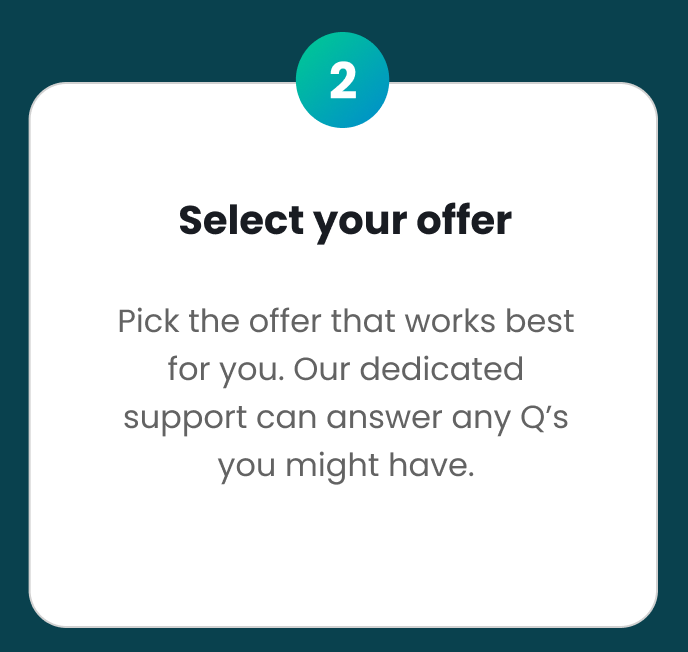 2
Select your offer
Pick the offer that works best
for you. Our dedicated
support can answer any Q’s
you might have.